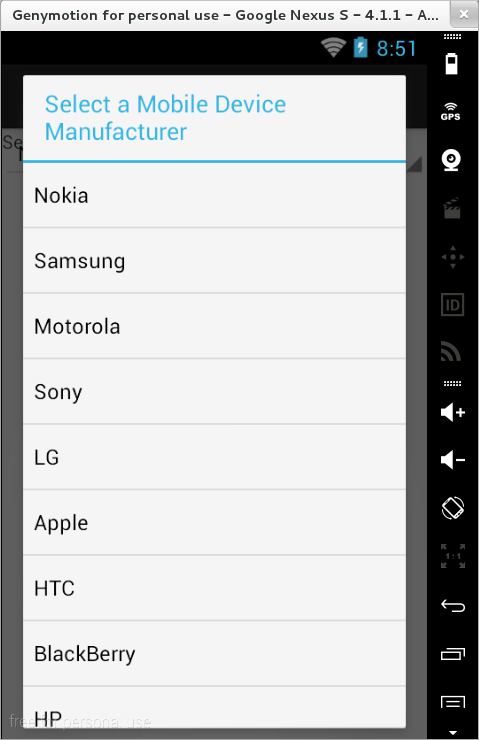 Genymotion for personal use - Google Nexus S - 4.1.1 - A...
8:51
GPS
Se
Select a Mobile Device
Manufacturer
Nokia
Samsung
Motorola
ID
Sony
LG
Apple
1:1
HTC
BlackBerry
HP
free for personal use